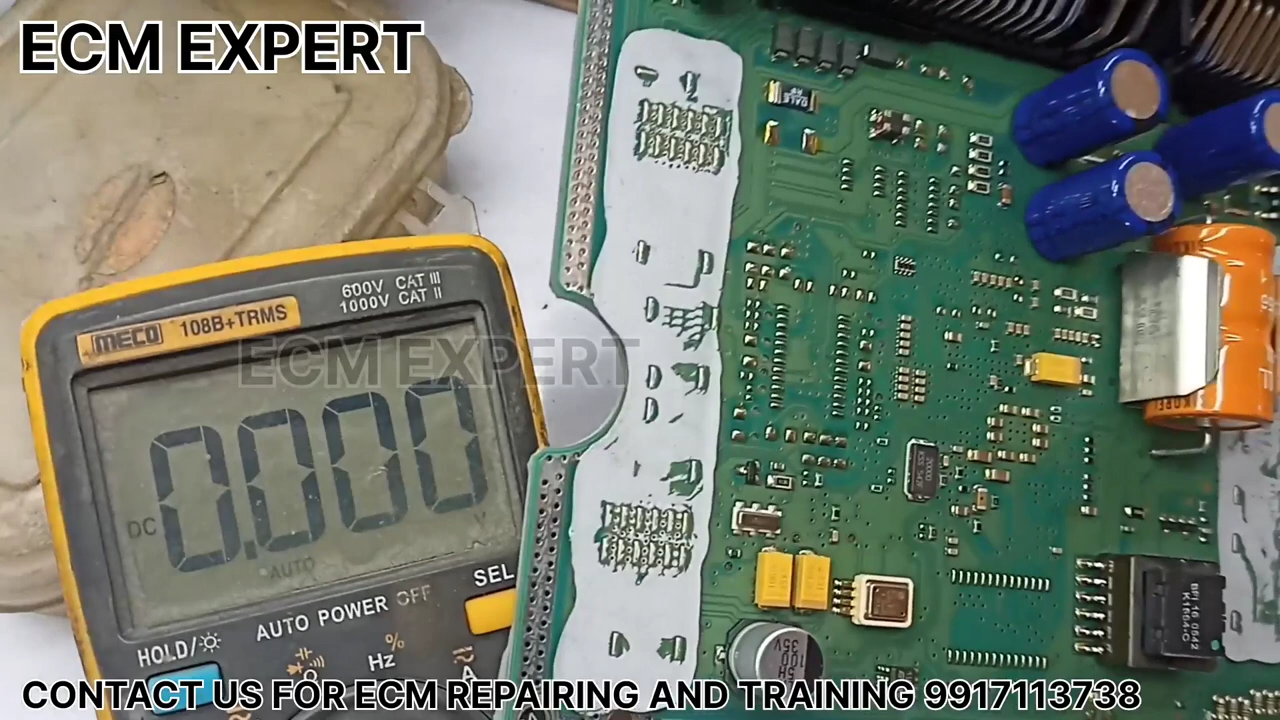 ECM EXPERT
600V CAT III
1000V CAT II
MECO 108B+TRMS
ECM EXPERT
0.000
DC
V
AUTO
AUTO POWER OFF
SEL
HOLD/
%
Hz
A
DALE
35V
CONTACT US FOR ECM REPAIRING AND TRAINING 9917113738